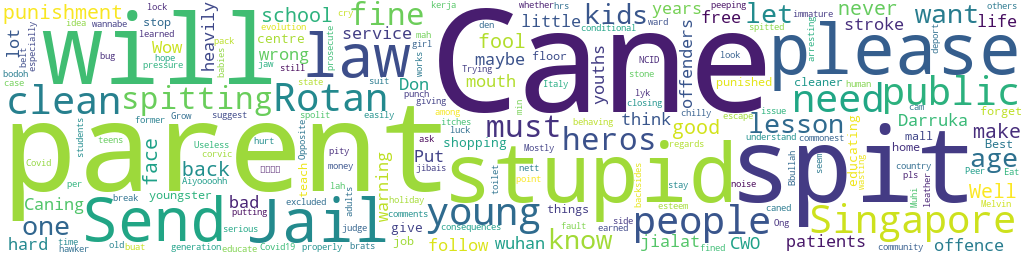 punishment
Wow
idea
wannabe
lock
stop
learned
lot
belt
especially
bug
bodoh
case
heavily
school
evolution
centre
wrong
pack
babies
Will
law
fine
service
cry
kerja
little
kids
den
hrs
whether
conditional
ward
years
free
peeping
immature
idea
let
never
stroke
want
others
life
hope
pressure
still
jaw
works
mah
girl
prosecute
fool
maybe
floor
Cane
look
please
arresting
spitted
deport
clean
spitting
Rotan
Don
mouth
Trying
NCID
Italy
youths
offenders
punished
cleaner
human
need
public
state
suit
punch
giving
among
lyk
stone
closing
must
heros
think
good
chilly
escape
issue
lesson
Darruka
can
forget
parent
stupid
spit
students
former
Grow
suggest
spolit
easily
ask
luck
itches
min
behaving
regards
understand
commonest
mall
home
make
Best
Peer
Eat
teens
face
Useless
corvic
hurt
Opposite
pity
warning
Put
Jibais
shopping
Mostly
nett
toilet
point
backsides
noise
seem
Bbullah
educating
wasting
country
pls
leather
age
Covid
per
Caning
back
Aiyooohh
money
teach
lah
adults
holiday
stay
esteem
Muhi
Well
Melvin
one
Send
Jail
youngster
break
bad
putting
excluded
serious
judge
comments
give
young
consequences
things
fault
side
people
caned
Ong
Singapore
hard
time
hawker
old
buat
generation
educate
Covid19
properly
brats
job
follow
wuhan
earned
know
jialat
CWO
fined
patients
community
offence